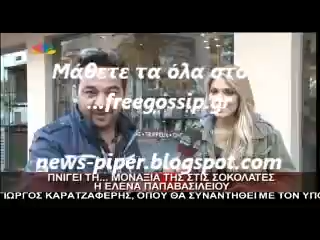 Μάθετε τα όλα στο
...freegossip.gr
TRUFFLES
news-piper.blogspot.com
ΠΝΙΓΕΙ ΤΗ... ΜΟΝΑΞΙΑ ΤΗΣ ΣΤΙΣ ΣΟΚΟΛΑΤΕΣ
Η ΕΛΕΝΑ ΠΑΠΑΒΑΣΙΛΕΙΟΥ
ΓΙΩΡΓΟΣ ΚΑΡΑΤΖΑΦΕΡΗΣ, ΟΠΟΥ ΘΑ ΣΥΝΑΝΤΗΘΕΙ ΜΕ ΤΟΝ ΥΠΟ